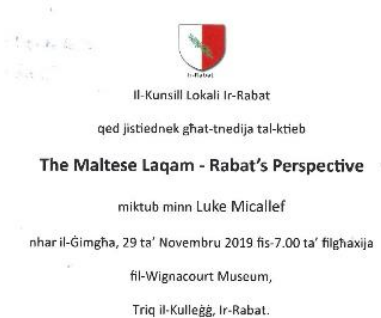 Ir-Rabat
Il-Kunsill Lokali Ir-Rabat
qed jistiednek għat-tnedija tal-ktieb
The Maltese Laqam - Rabat's Perspective
miktub minn Luke Micallef
nhar il-Ġimgħa, 29 ta' Novembru 2019 fis-7.00 ta' filgħaxija
fil-Wignacourt Museum,
Triq il-Kulleġġ, Ir-Rabat.